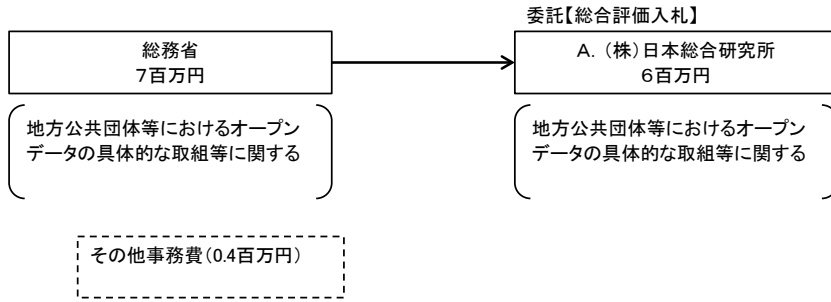 委託【総合評価入札】
総務省
7百万円
A. (株)日本総合研究所
6百万円
地方公共団体等におけるオープン
データの具体的な取組等に関する
地方公共団体等におけるオープン
データの具体的な取組等に関する
その他事務費(0.4百万円)